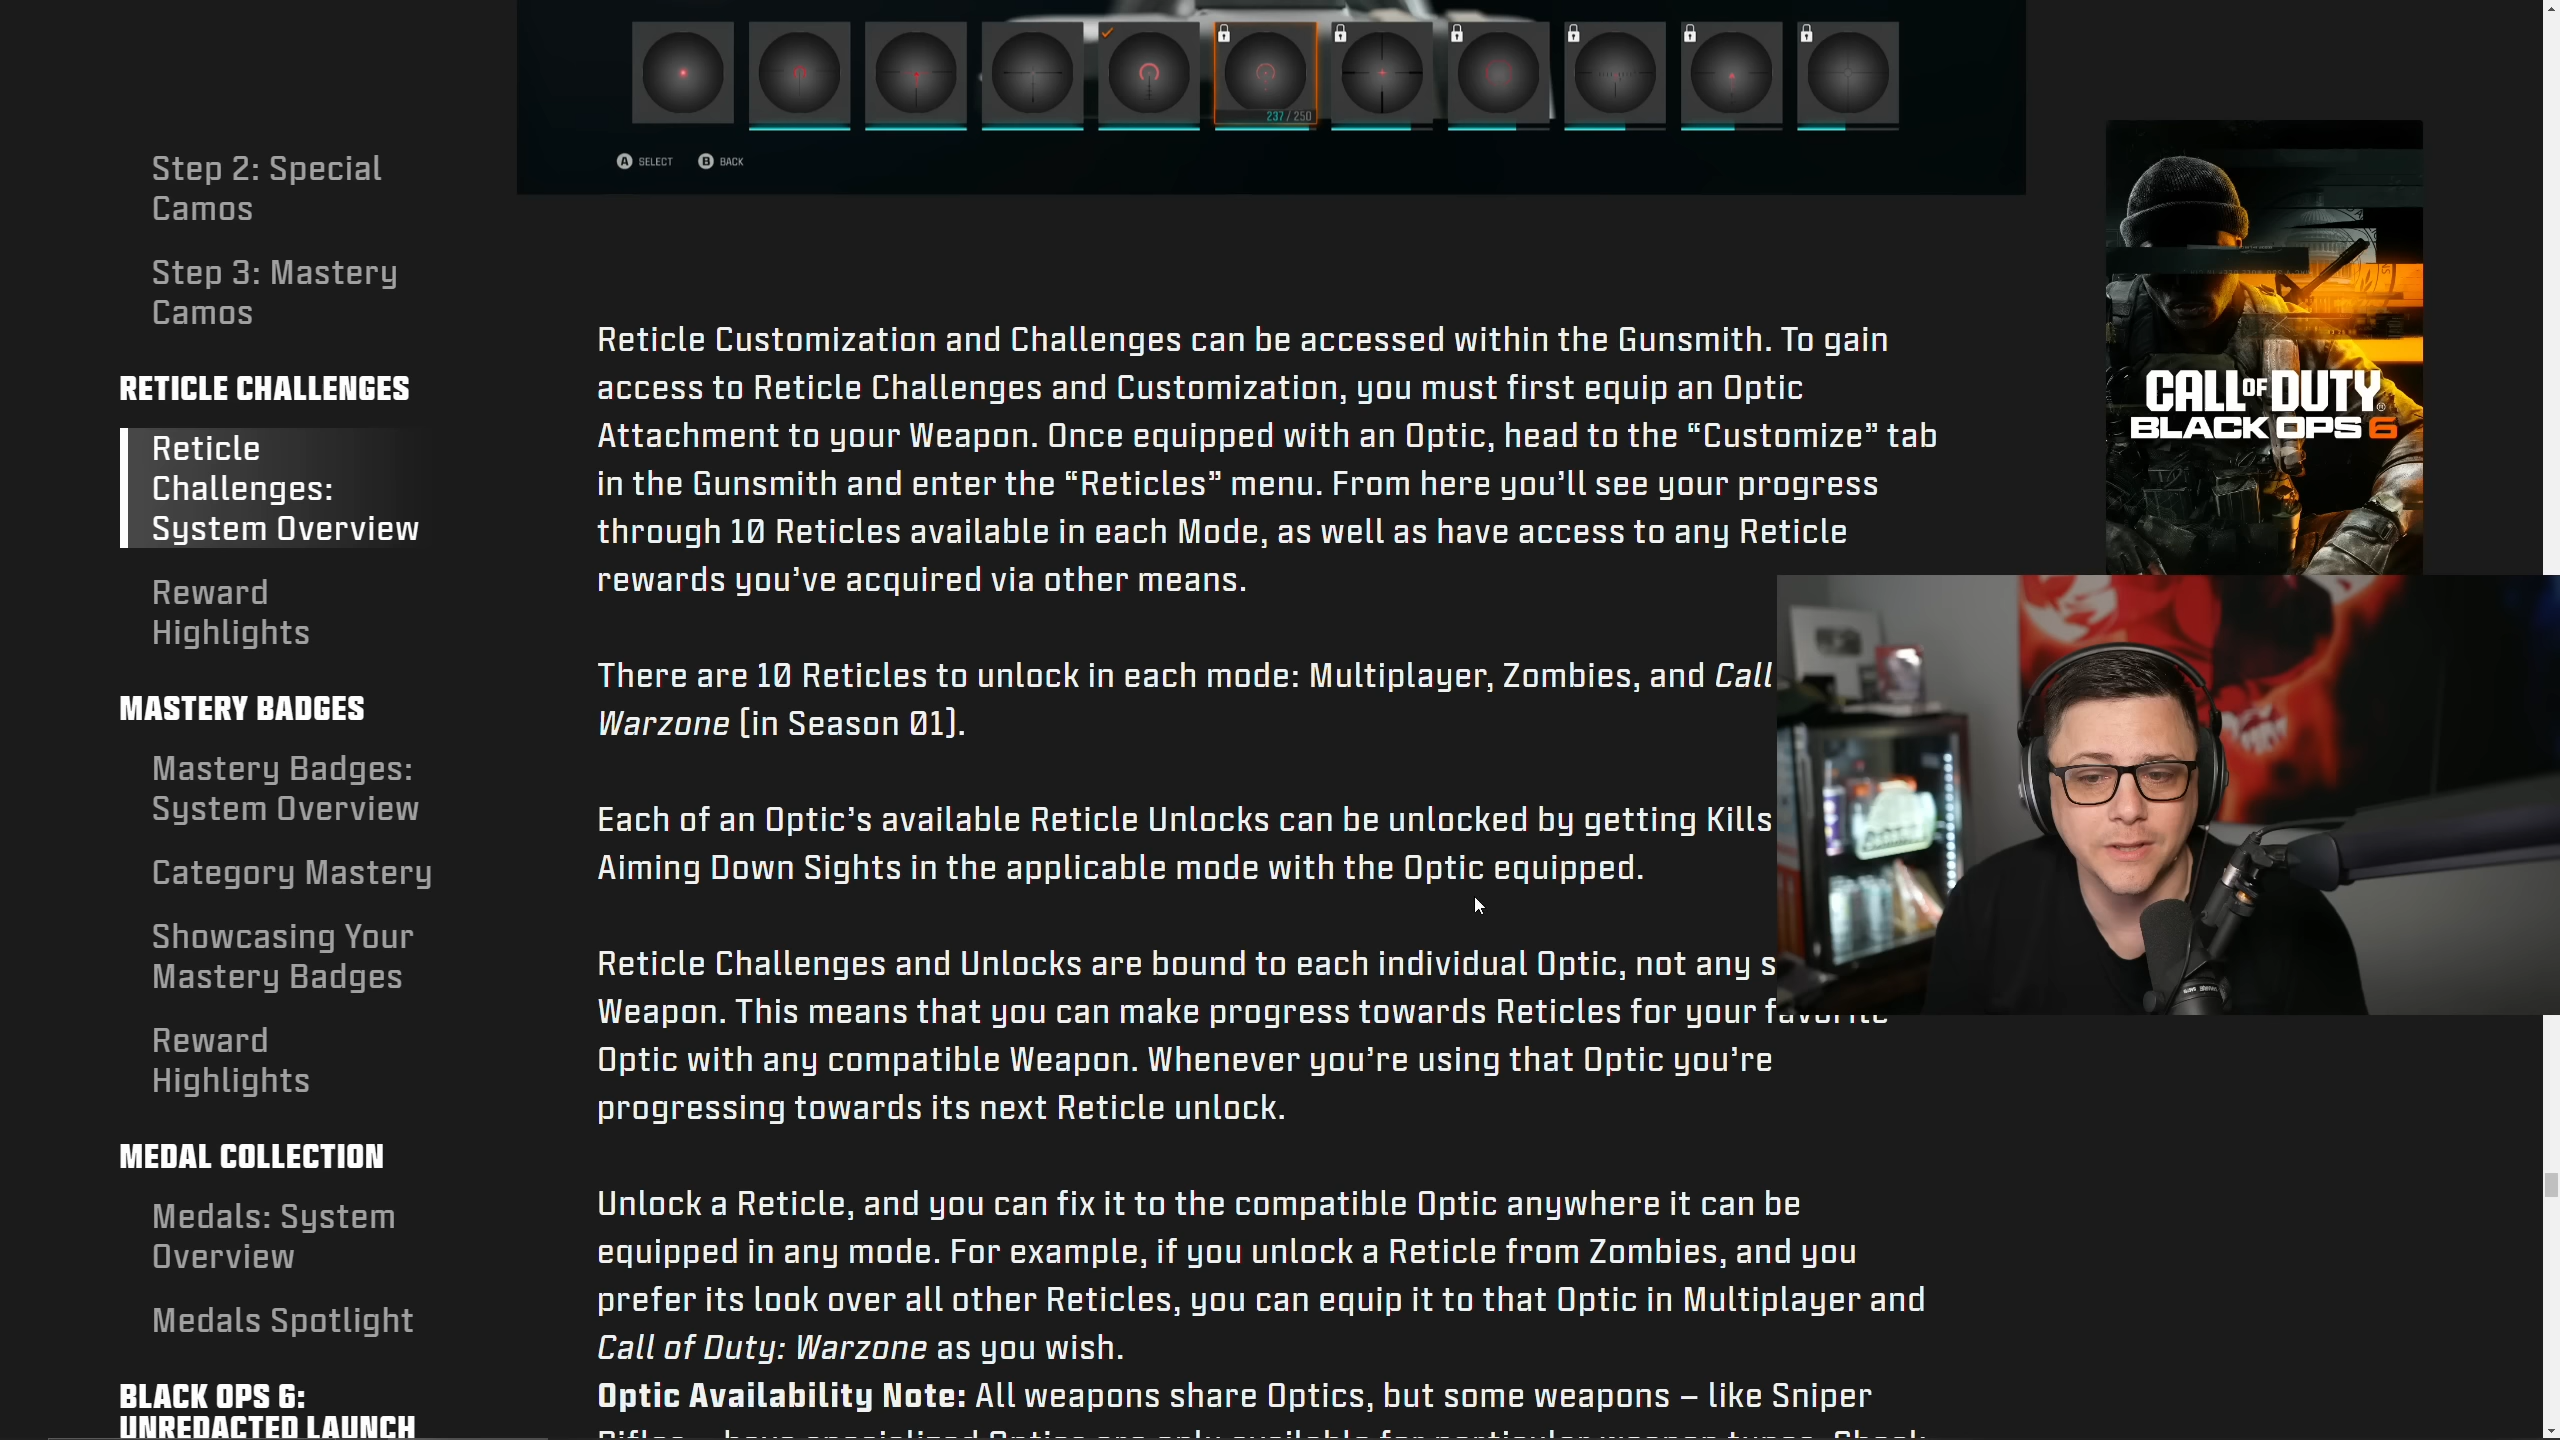 237 / 250
A SELECT B BACK
Step 2: Special
Camos
Step 3: Mastery
Camos
RETICLE CHALLENGES
Reticle
Challenges:
System Overview
Reward
Highlights
MASTERY BADGES
Mastery Badges:
System Overview
Category Mastery
Showcasing Your
Mastery Badges
Reward
Highlights
MEDAL COLLECTION
Medals: System
Overview
Medals Spotlight
BLACK OPS 6:
UNREDACTED LAUNCH
Reticle Customization and Challenges can be accessed within the Gunsmith. To gain
access to Reticle Challenges and Customization, you must first equip an Optic
Attachment to your Weapon. Once equipped with an Optic, head to the “Customize” tab
in the Gunsmith and enter the “Reticles” menu. From here you’ll see your progress
through 10 Reticles available in each Mode, as well as have access to any Reticle
rewards you’ve acquired via other means.
There are 10 Reticles to unlock in each mode: Multiplayer, Zombies, and Call
Warzone [in Season 01].
Each of an Optic’s available Reticle Unlocks can be unlocked by getting Kills
Aiming Down Sights in the applicable mode with the Optic equipped.
Reticle Challenges and Unlocks are bound to each individual Optic, not any s
Weapon. This means that you can make progress towards Reticles for your favorite
Optic with any compatible Weapon. Whenever you’re using that Optic you’re
progressing towards its next Reticle unlock.
Unlock a Reticle, and you can fix it to the compatible Optic anywhere it can be
equipped in any mode. For example, if you unlock a Reticle from Zombies, and you
prefer its look over all other Reticles, you can equip it to that Optic in Multiplayer and
Call of Duty: Warzone as you wish.
Optic Availability Note: All weapons share Optics, but some weapons – like Sniper
CALL OF DUTY
BLACK OPS 6